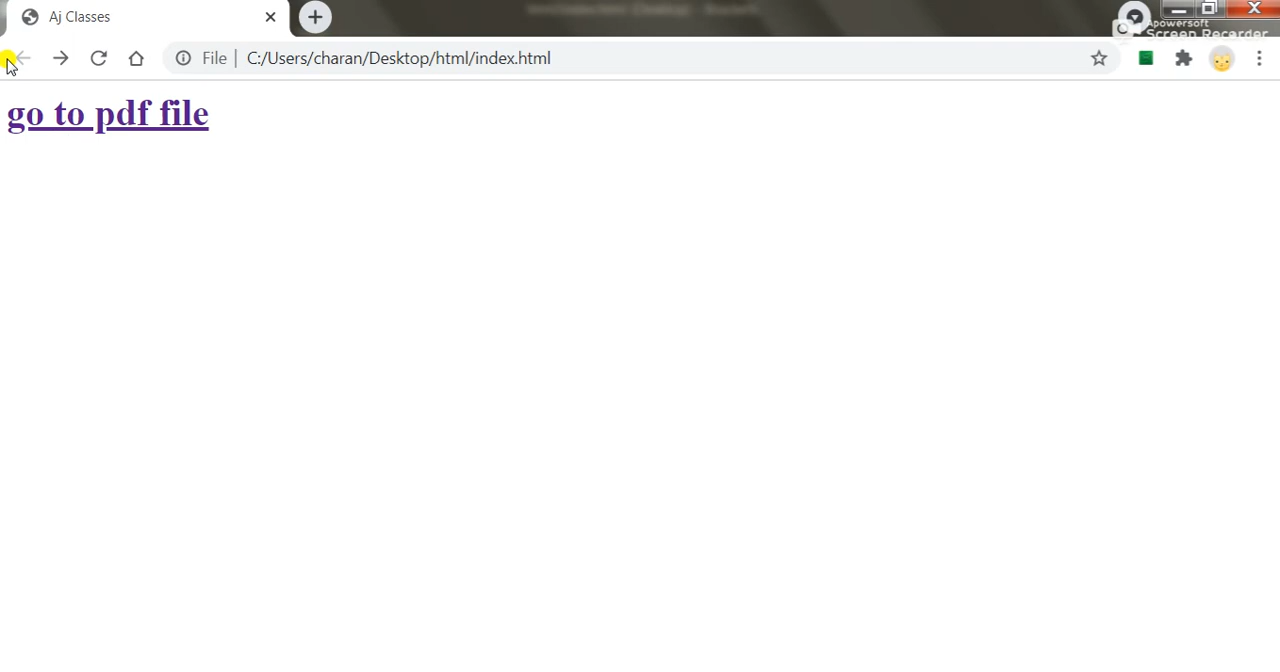 Aj Classes
Apowersoft
Screen Recorder
File
C:/Users/charan/Desktop/html/index.html
go to pdf file